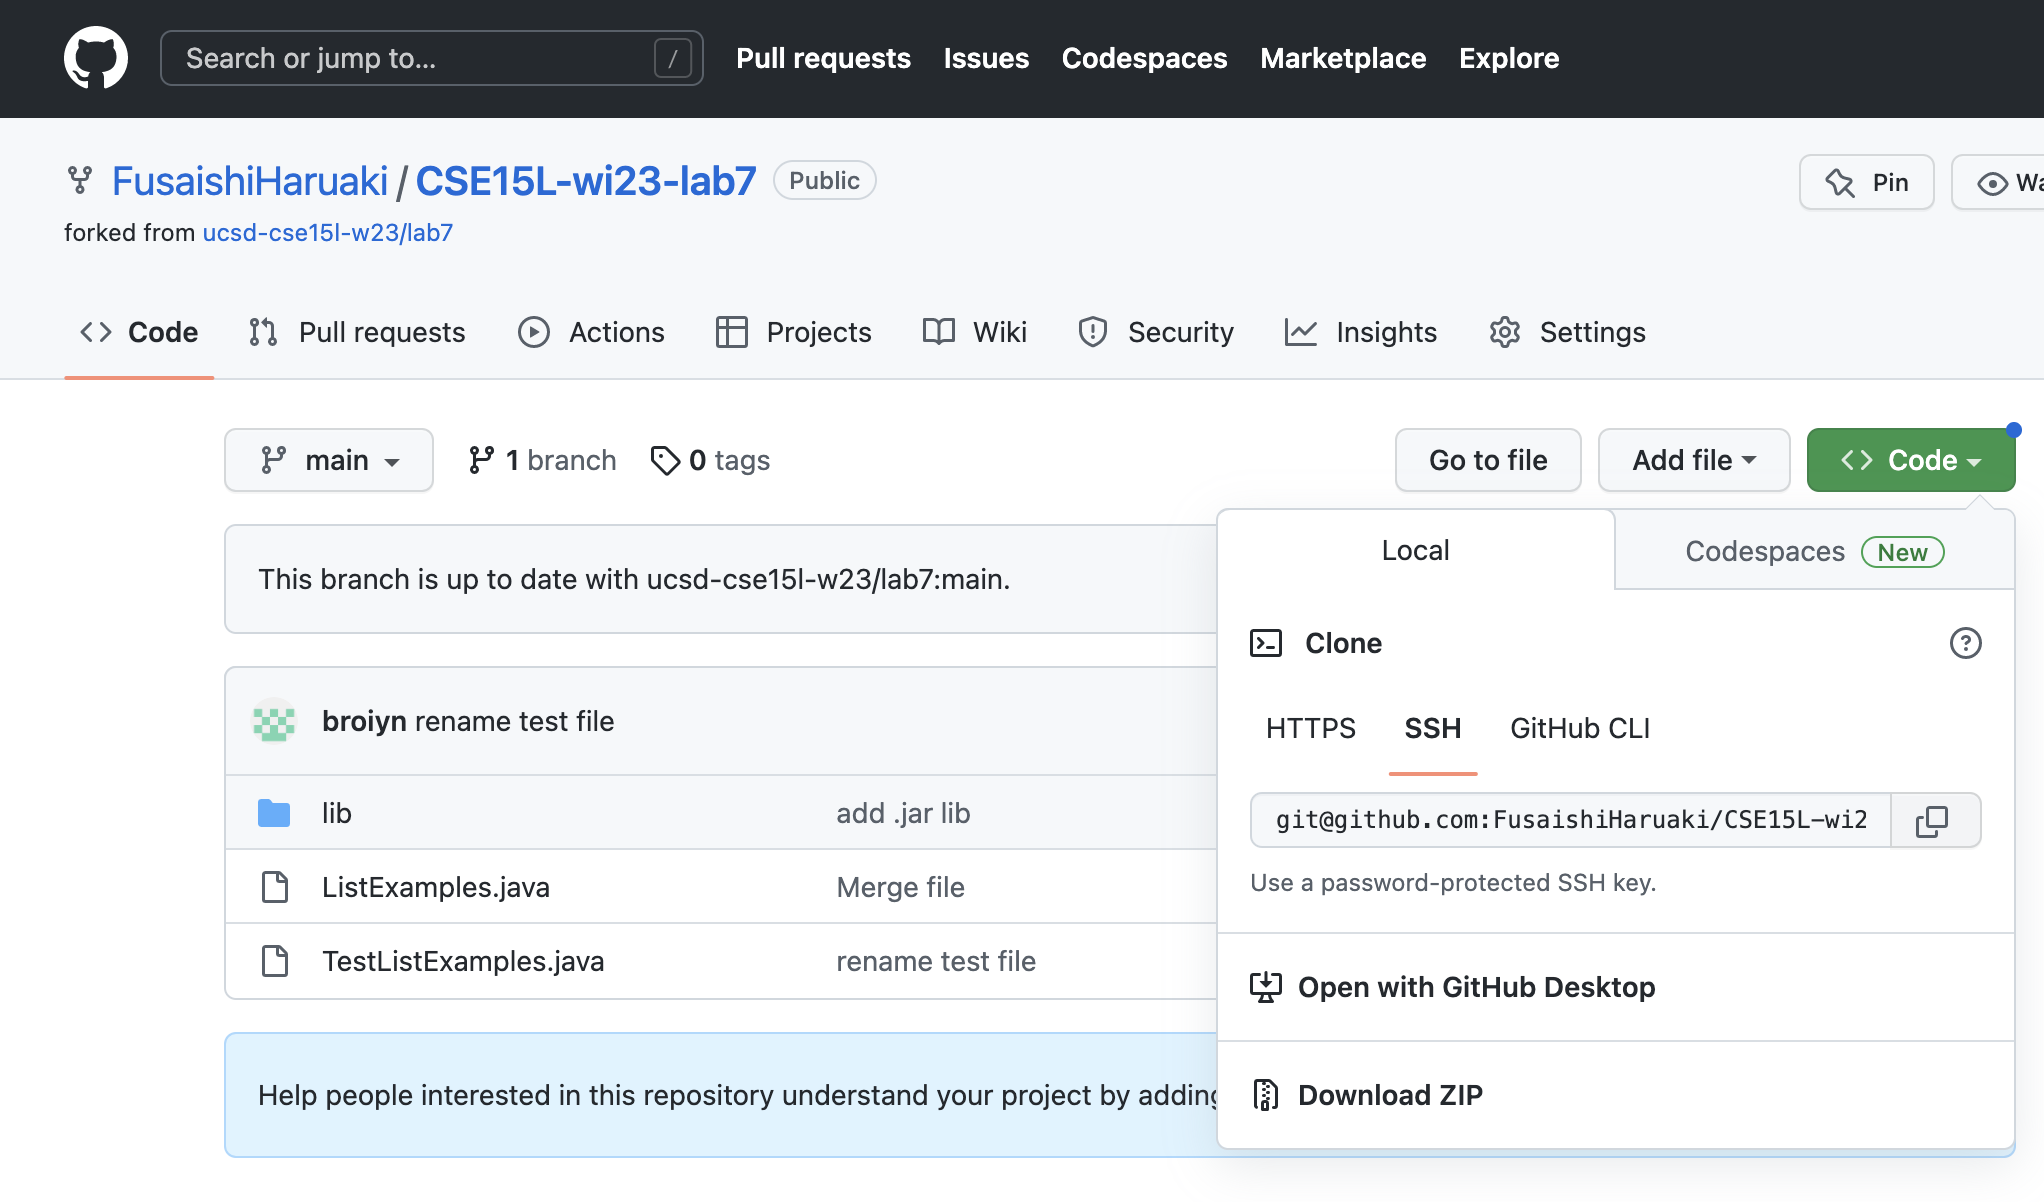 Search or jump to... /
Pull requests Issues Codespaces Marketplace Explore
FusaishiHaruaki / CSE15L-wi23-lab7 Public
Pin
forked from ucsd-cse15l-w23/lab7
Code Pull requests Actions Projects Wiki Security Insights Settings
main 1 branch 0 tags Go to file Add file Code
This branch is up to date with ucsd-cse15l-w23/lab7:main.
broiyn rename test file
lib add .jar lib
ListExamples.java Merge file
TestListExamples.java rename test file
Help people interested in this repository understand your project by adding
Local Codespaces New
Clone
HTTPS SSH GitHub CLI
git@github.com:FusaishiHaruaki/CSE15L-wi2
Use a password-protected SSH key.
Open with GitHub Desktop
Download ZIP